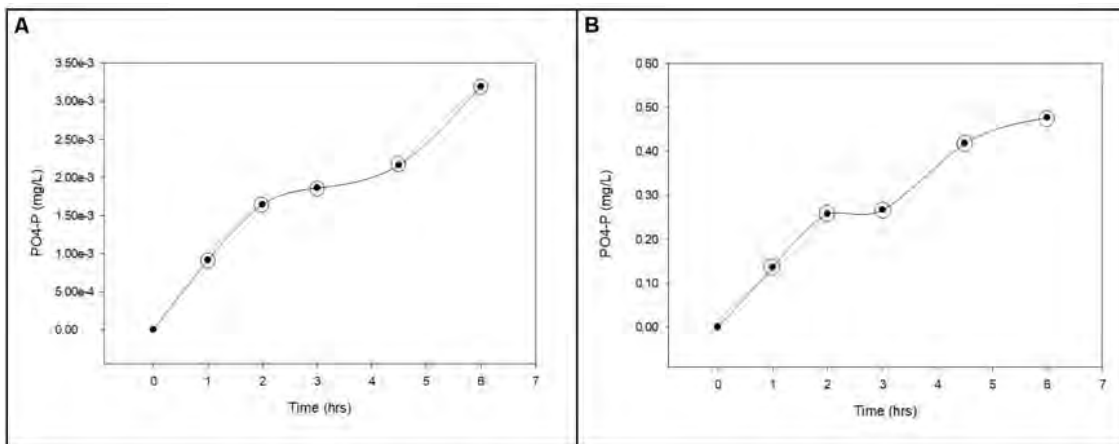 A
3.50e-3
3.00e-3
2.50e-3
2.00e-3
1.50e-3
1.00e-3
5.00e-4
0.00
PO4-P (mg/L)
0 1 2 3 4 5 6 7
Time (hrs)
B
0.60
0.50
0.40
0.30
0.20
0.10
0.00
PO4-P (mg/L)
0 1 2 3 4 5 6 7
Time (hrs)